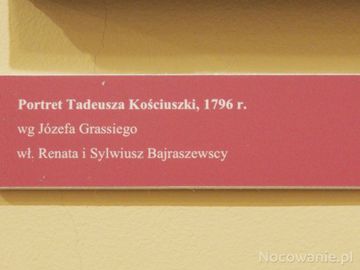 Portret Tadeusza Kościuszki, 1796 r.
wg Józefa Grassiego
wł. Renata i Sylwiusz Bajraszewscy
Nocowanie.pl